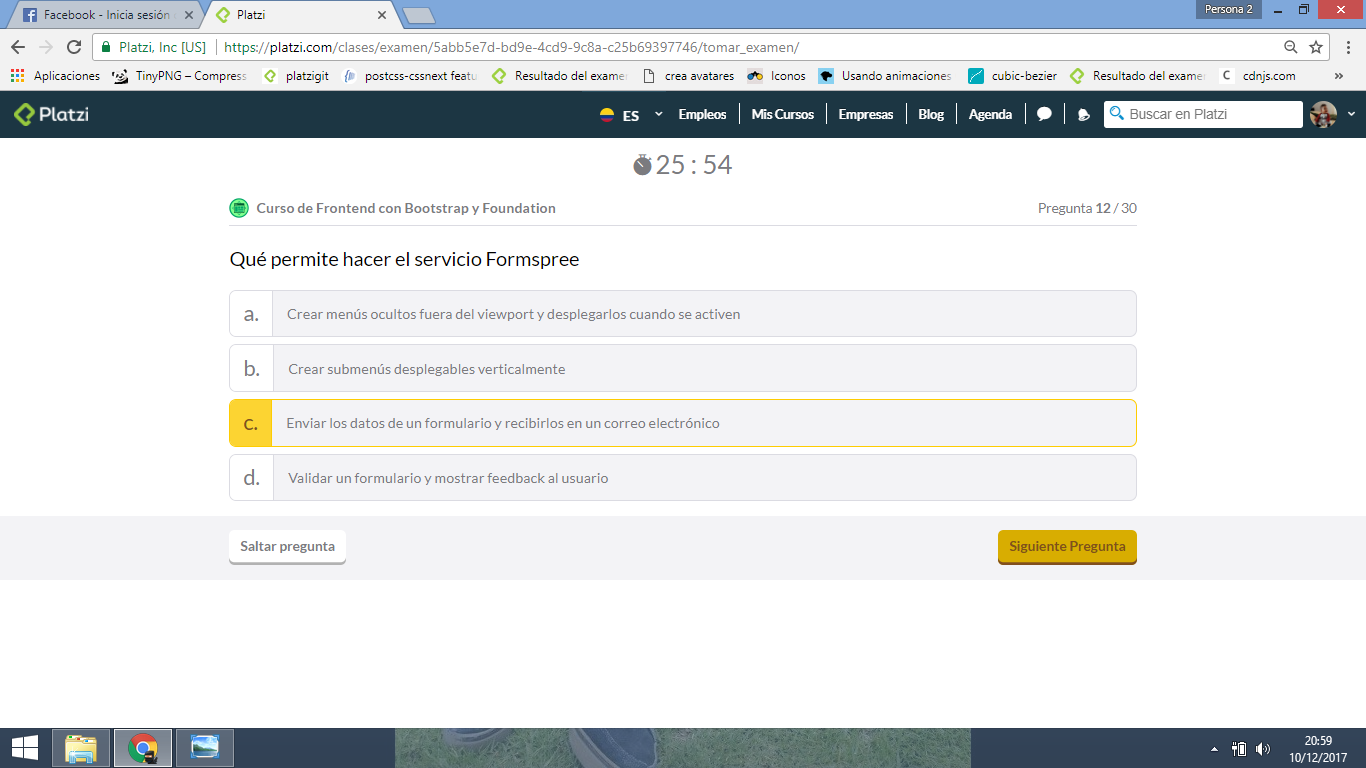 Facebook - Inicia sesión
Platzi
Persona 2
Platzi, Inc [US]
https://platzi.com/clases/examen/5abb5e7d-bd9e-4cd9-9c8a-c25b69397746/tomar_examen/
Aplicaciones
TinyPNG – Compress
platzigit
postcss-cssnext featu
Resultado del exame
crea avatares
Iconos
Usando animaciones
cubic-bezier
Resultado del exame
cdnjs.com
»
Platzi
ES
Empleos
Mis Cursos
Empresas
Blog
Agenda
Buscar en Platzi
25 : 54
Curso de Frontend con Bootstrap y Foundation
Pregunta 12 / 30
Qué permite hacer el servicio Formspree
a. Crear menús ocultos fuera del viewport y desplegarlos cuando se activen
b. Crear submenús desplegables verticalmente
c. Enviar los datos de un formulario y recibirlos en un correo electrónico
d. Validar un formulario y mostrar feedback al usuario
Saltar pregunta
Siguiente Pregunta
20:59
10/12/2017